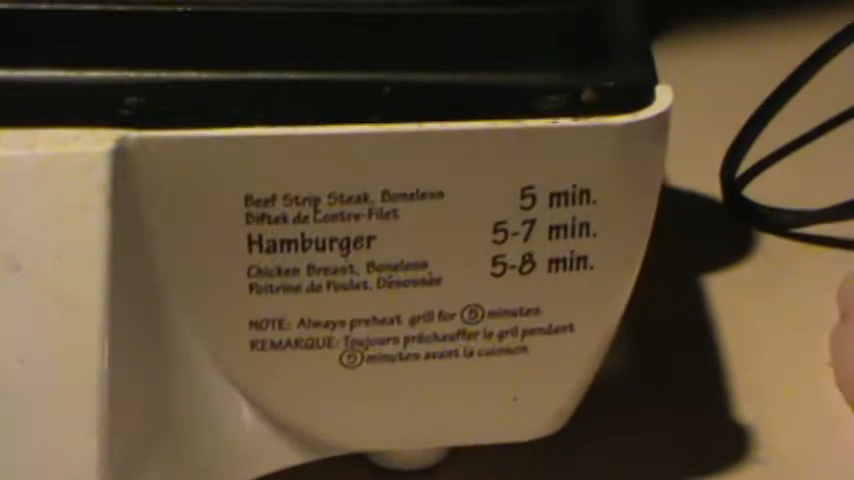 Beef Strip Steak, Boneless 5 min.
Biftek de Contre-Filet
Hamburger 5-7 min.
Chicken Breast, Boneless 5-8 min.
Poitrine de Poulet, Désossée
NOTE: Always preheat grill for 5 minutes
REMARQUE: Toujours préchauffer le gril pendant
5 minutes avant la cuisson